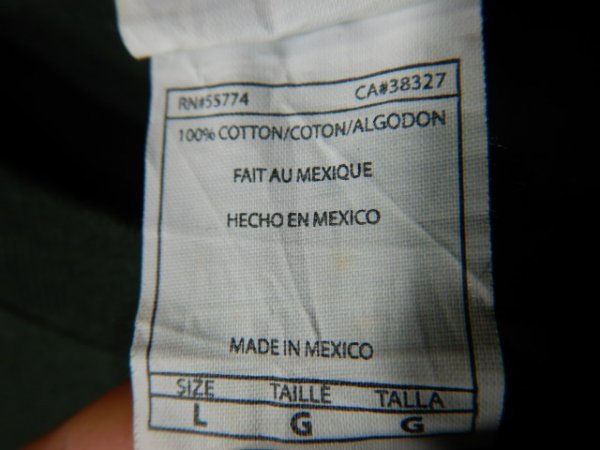 RN#55774 CA#38327
100% COTTON/COTON/ALGODON
FAIT AU MEXIQUE
HECHO EN MEXICO
MADE IN MEXICO
SIZE TAILLE TALLA
L G G